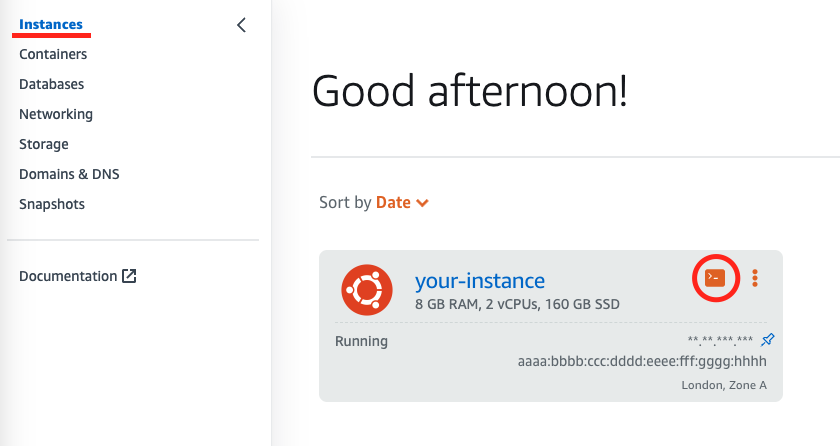 Instances
Containers
Databases
Networking
Storage
Domains & DNS
Snapshots
Documentation
Good afternoon!
Sort by Date
your-instance
8 GB RAM, 2 vCPUs, 160 GB SSD
Running
**.**.***.***
aaaa:bbbb:ccc:dddd:eeee:fff:gggg:hhhh
London, Zone A